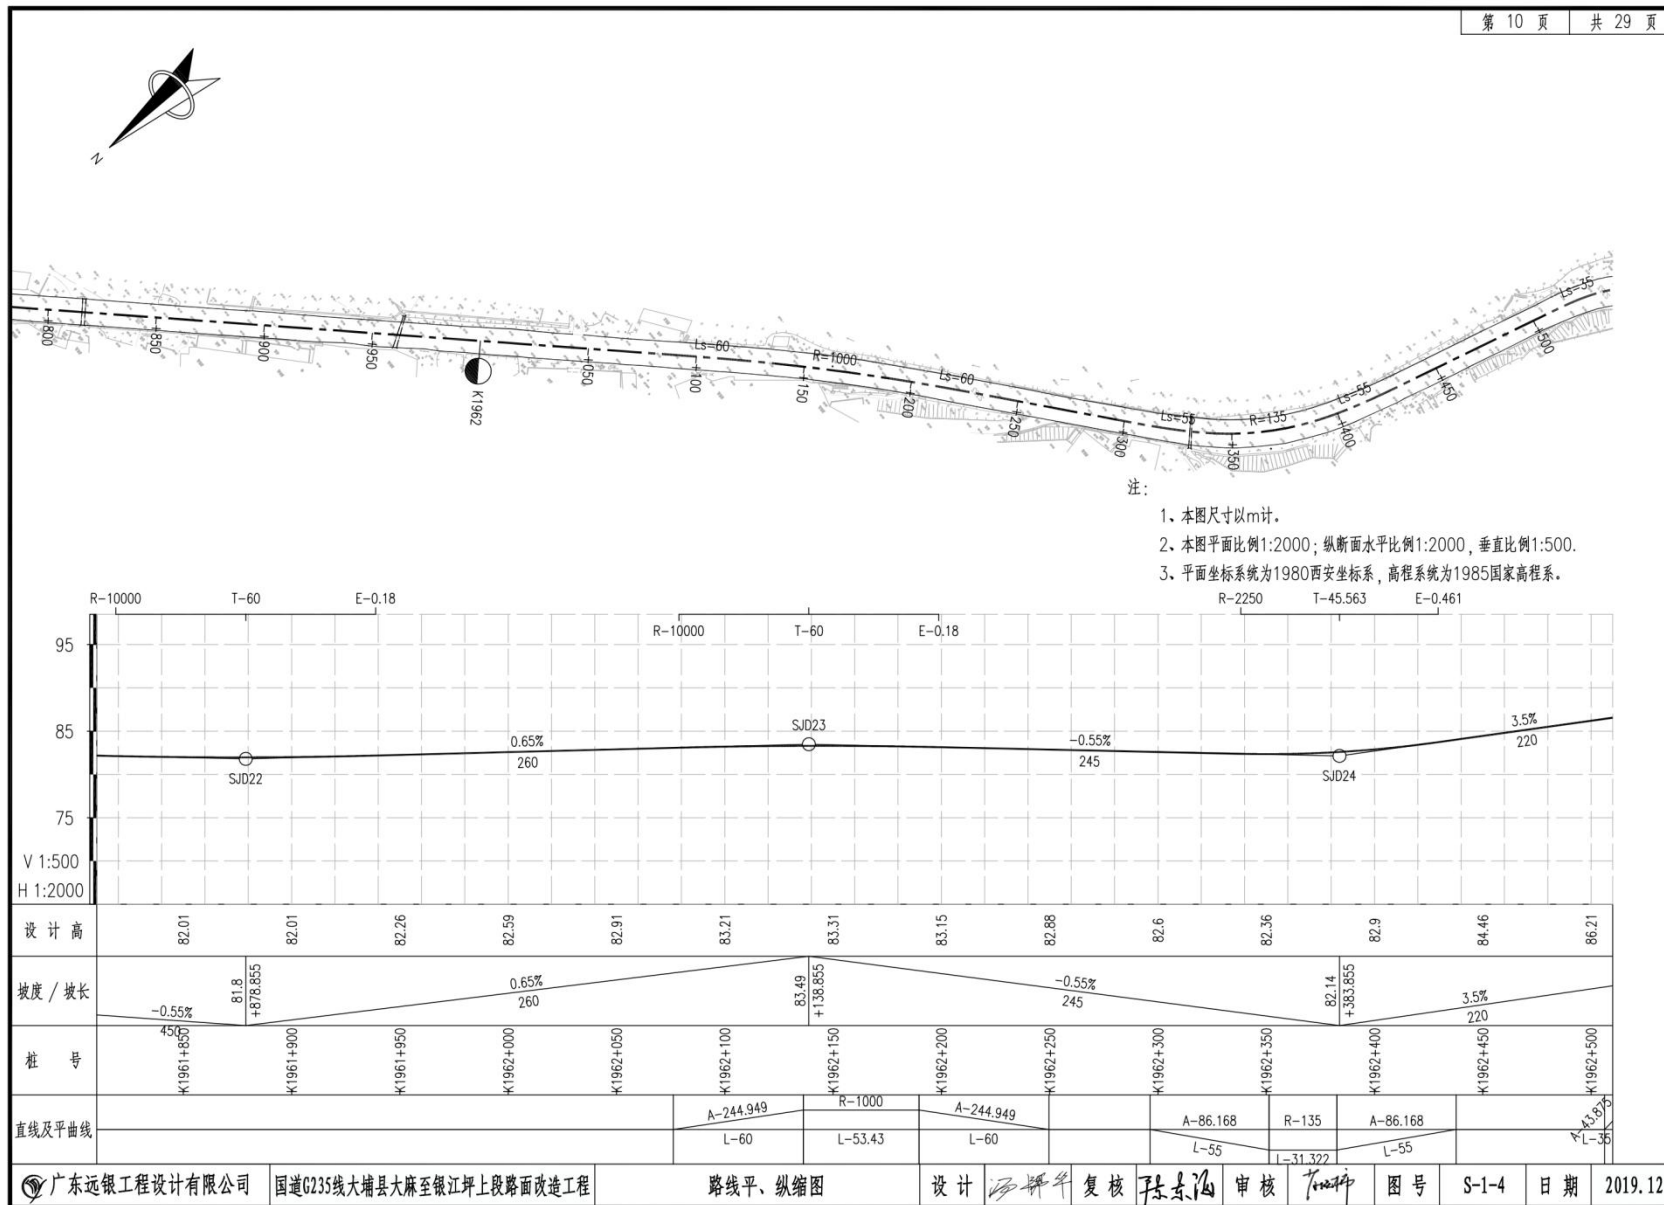 第 10 页 共 29 页
N
+800
+850
+900
+950
K1962
+050
Ls=60
+100
R=1000
+150
Ls=60
+200
+250
+300
Ls=55
+350
R=135
+400
Ls=55
+450
+500
Ls=35
注:
1、本图尺寸以m计。
2、本图平面比例1:2000；纵断面水平比例1:2000，垂直比例1:500.
3、平面坐标系统为1980西安坐标系，高程系统为1985国家高程系。
R-10000 T-60 E-0.18
R-10000 T-60 E-0.18
R-2250 T-45.563 E-0.461
95
85
75
V 1:500
H 1:2000
SJD22
0.65%
260
SJD23
-0.55%
245
SJD24
3.5%
220
设计高 82.01 82.01 82.26 82.59 82.91 83.21 83.31 83.15 82.88 82.6 82.36 82.9 84.46 86.21
坡度 / 坡长
-0.55%
450
81.8
+878.855
0.65%
260
83.49
+138.855
-0.55%
245
82.14
+383.855
3.5%
220
桩号 K1961+850 K1961+900 K1961+950 K1962+000 K1962+050 K1962+100 K1962+150 K1962+200 K1962+250 K1962+300 K1962+350 K1962+400 K1962+450 K1962+500
直线及平曲线
A-244.949 R-1000 A-244.949 A-86.168 R-135 A-86.168 A-43.875
L-60 L-53.43 L-60 L-55 L-31.322 L-55 L-35
广东远银工程设计有限公司 国道G235线大埔县大麻至银江坪上段路面改造工程 路线平、纵缩图 设计 复核 审核 图号 S-1-4 日期 2019.12